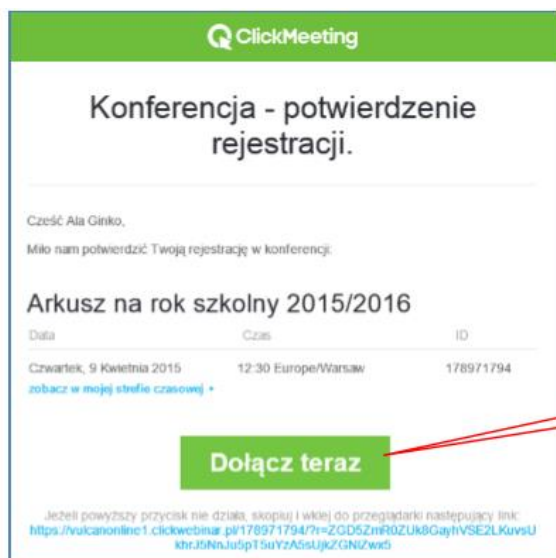 ClickMeeting
Konferencja - potwierdzenie
rejestracji.
Cześć Ala Ginko,
Miło nam potwierdzić Twoją rejestrację w konferencji:
Arkusz na rok szkolny 2015/2016
Data Czas ID
Czwartek, 9 Kwietnia 2015 12:30 Europe/Warsaw 178971794
zobacz w mojej strefie czasowej
Dołącz teraz
Jeżeli powyższy przycisk nie działa, skopiuj i wklej do przeglądarki następujący link: